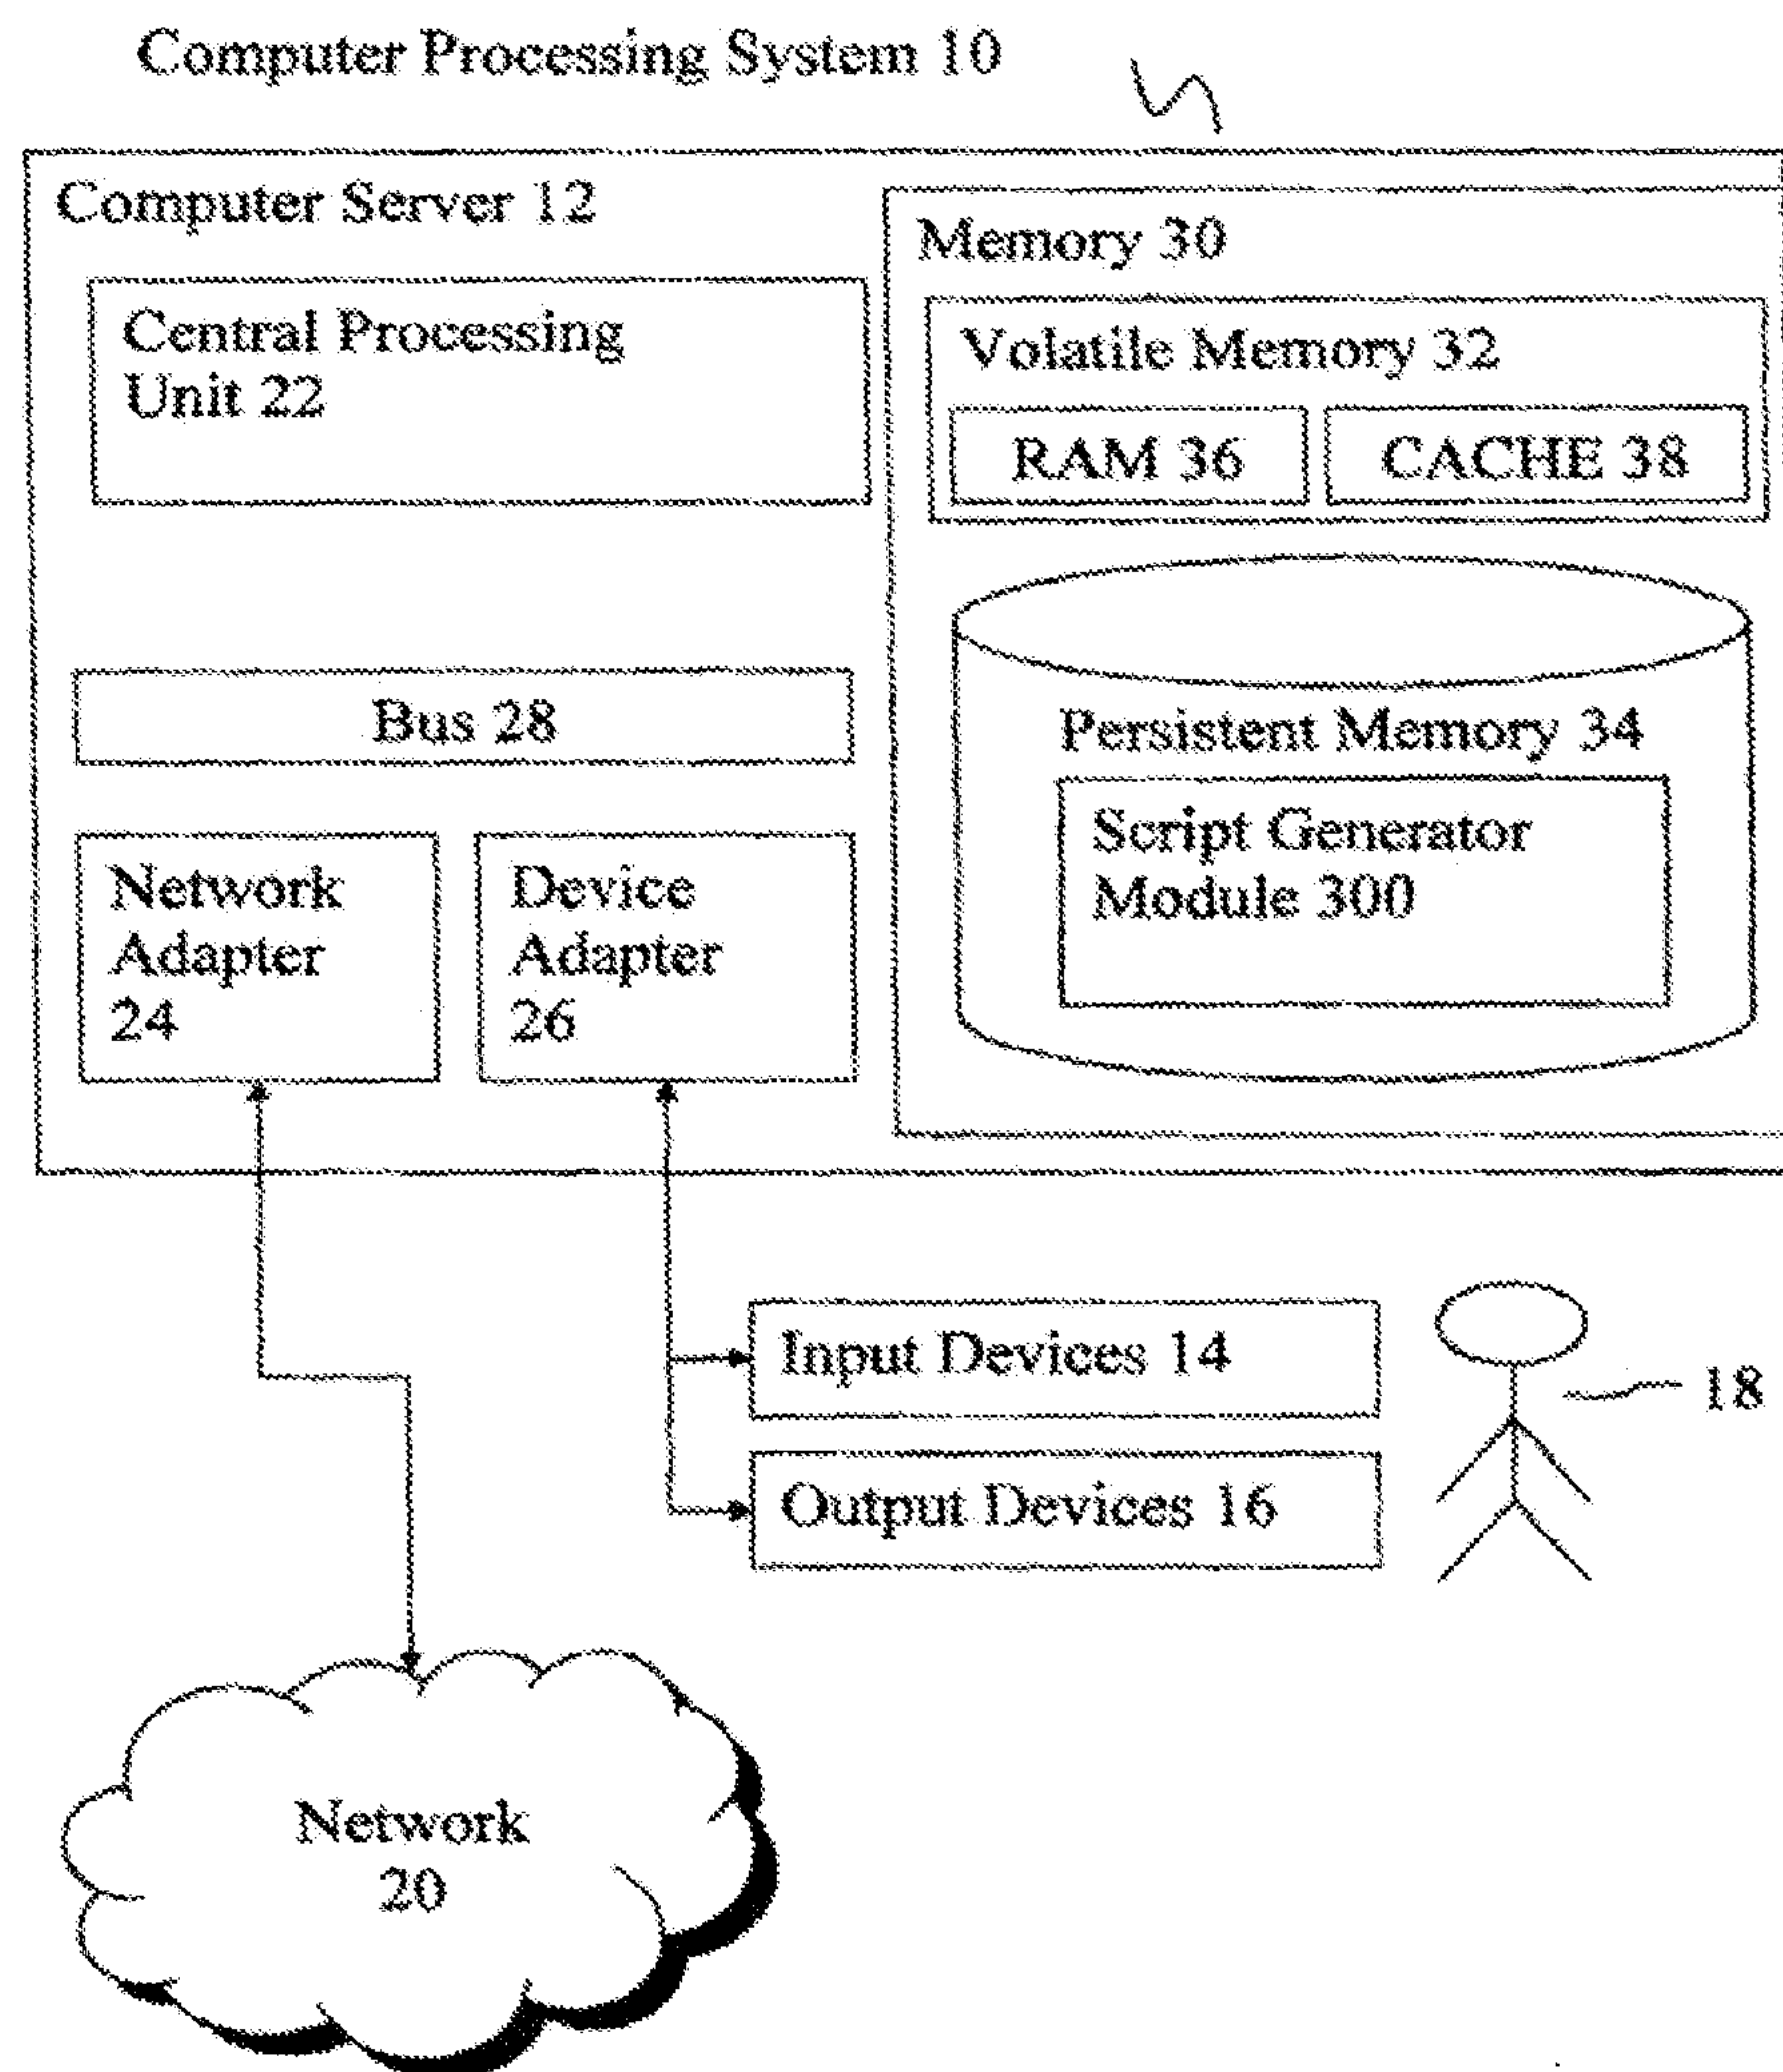 Computer Processing System 10
Computer Server 12
Central Processing
Unit 22
Bus 28
Network
Adapter
24
Device
Adapter
26
Memory 30
Volatile Memory 32
RAM 36
CACHE 38
Persistent Memory 34
Script Generator
Module 300
Input Devices 14
Output Devices 16
18
Network
20